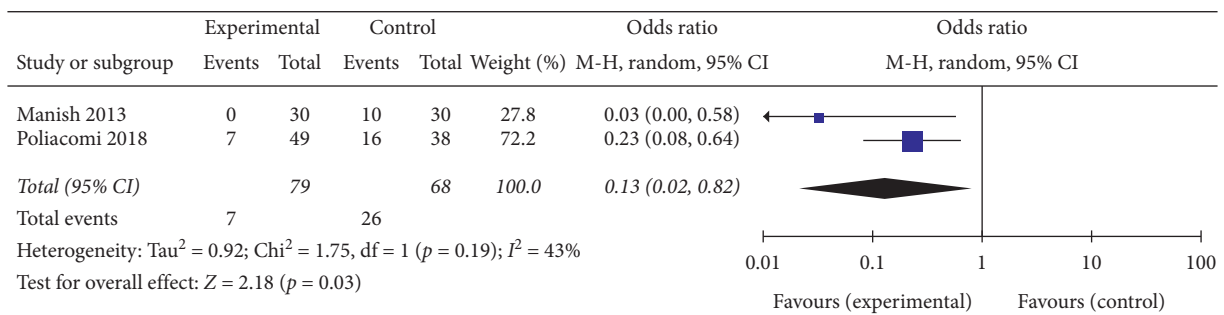 Experimental Control Odds ratio Odds ratio
Study or subgroup Events Total Events Total Weight (%) M-H, random, 95% CI M-H, random, 95% CI
Manish 2013 0 30 10 30 27.8 0.03 (0.00, 0.58)
Poliacomi 2018 7 49 16 38 72.2 0.23 (0.08, 0.64)
Total (95% CI) 79 68 100.0 0.13 (0.02, 0.82)
Total events 7 26
Heterogeneity: Tau² = 0.92; Chi² = 1.75, df = 1 (p = 0.19); I² = 43%
Test for overall effect: Z = 2.18 (p = 0.03)
0.01 0.1 1 10 100
Favours (experimental) Favours (control)